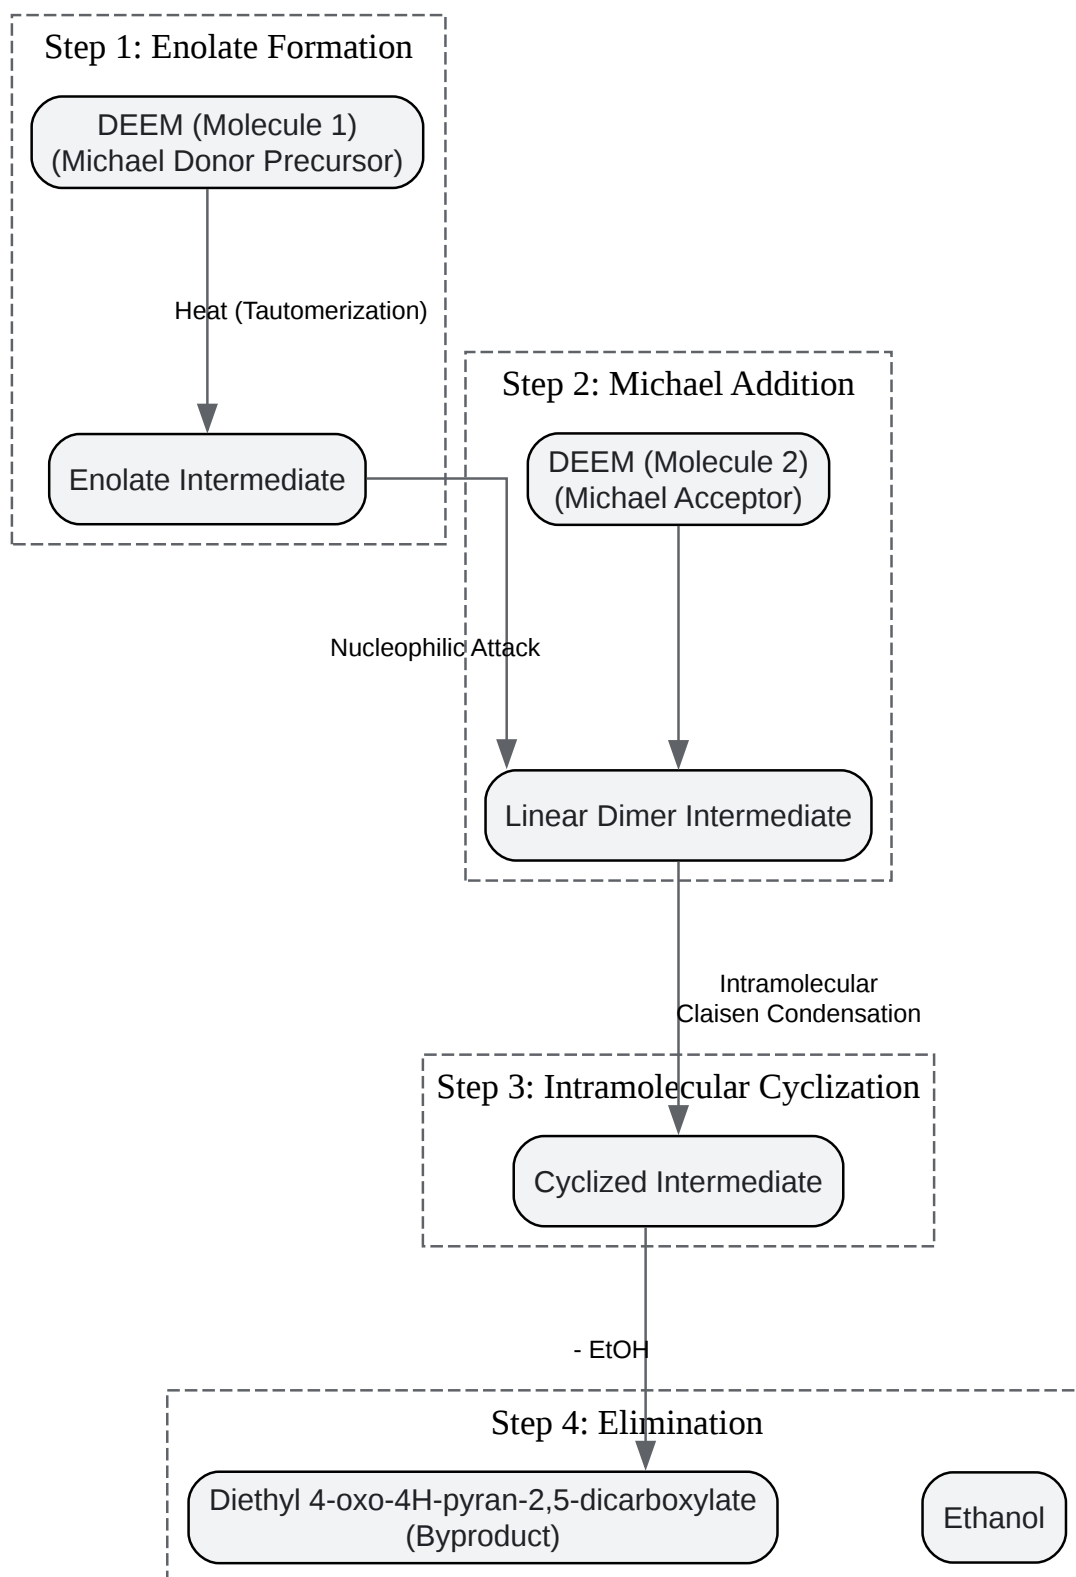 Step 1: Enolate Formation
DEEM (Molecule 1)
(Michael Donor Precursor)
Heat (Tautomerization)
Enolate Intermediate
Step 2: Michael Addition
DEEM (Molecule 2)
(Michael Acceptor)
Nucleophilic Attack
Linear Dimer Intermediate
Intramolecular
Claisen Condensation
Step 3: Intramolecular Cyclization
Cyclized Intermediate
- EtOH
Step 4: Elimination
Diethyl 4-oxo-4H-pyran-2,5-dicarboxylate
(Byproduct)
Ethanol